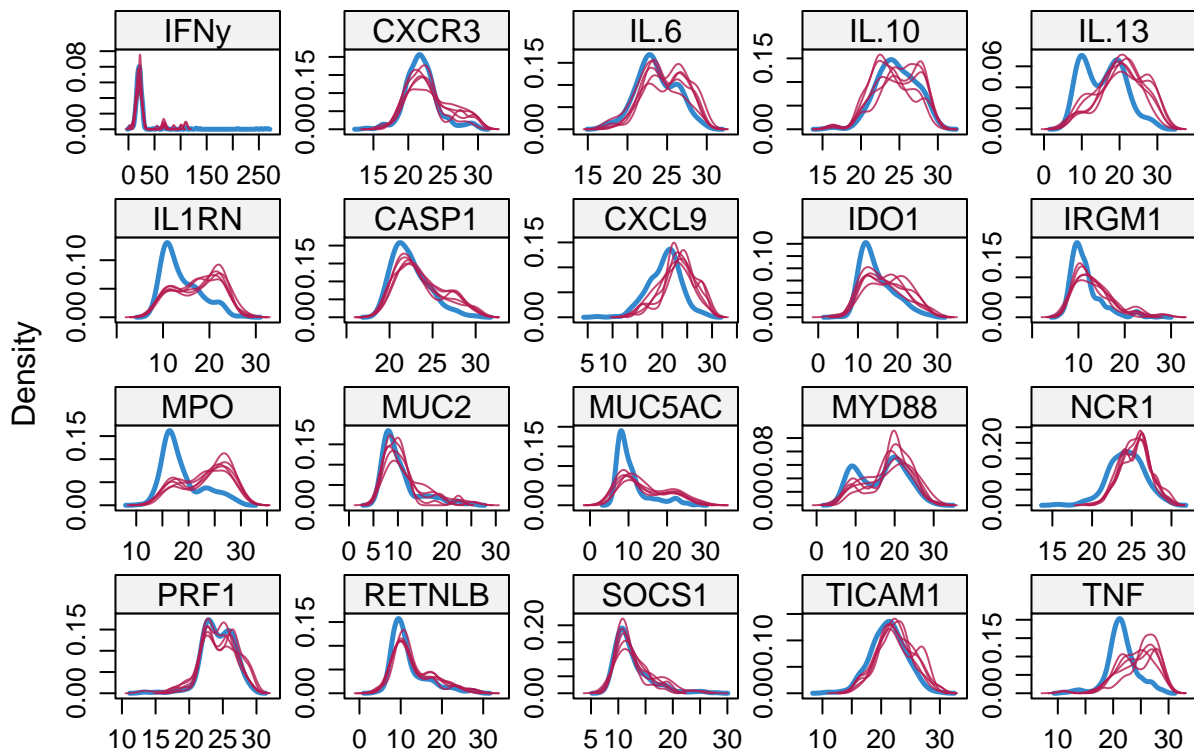 IFNy CXCR3 IL.6 IL.10 IL.13
0.00 0.08 0.00 0.15 0.00 0.15 0.00 0.15 0.00 0.06
0 50 150 250 15 20 25 30 15 20 25 30 15 20 25 30 0 10 20 30
IL1RN CASP1 CXCL9 IDO1 IRGM1
0.00 0.10 0.00 0.15 0.00 0.15 0.00 0.10 0.00 0.15
10 20 30 20 25 30 5 10 20 30 0 10 20 30 10 20 30
Density
MPO MUC2 MUC5AC MYD88 NCR1
0.00 0.15 0.00 0.15 0.00 0.15 0.00 0.08 0.00 0.20
10 20 30 0 5 10 20 30 0 10 20 30 0 10 20 30 15 20 25 30
PRF1 RETNLB SOCS1 TICAM1 TNF
0.00 0.15 0.00 0.15 0.00 0.20 0.00 0.10 0.00 0.15
10 15 20 25 30 0 10 20 30 5 10 20 30 10 20 30 10 20 30